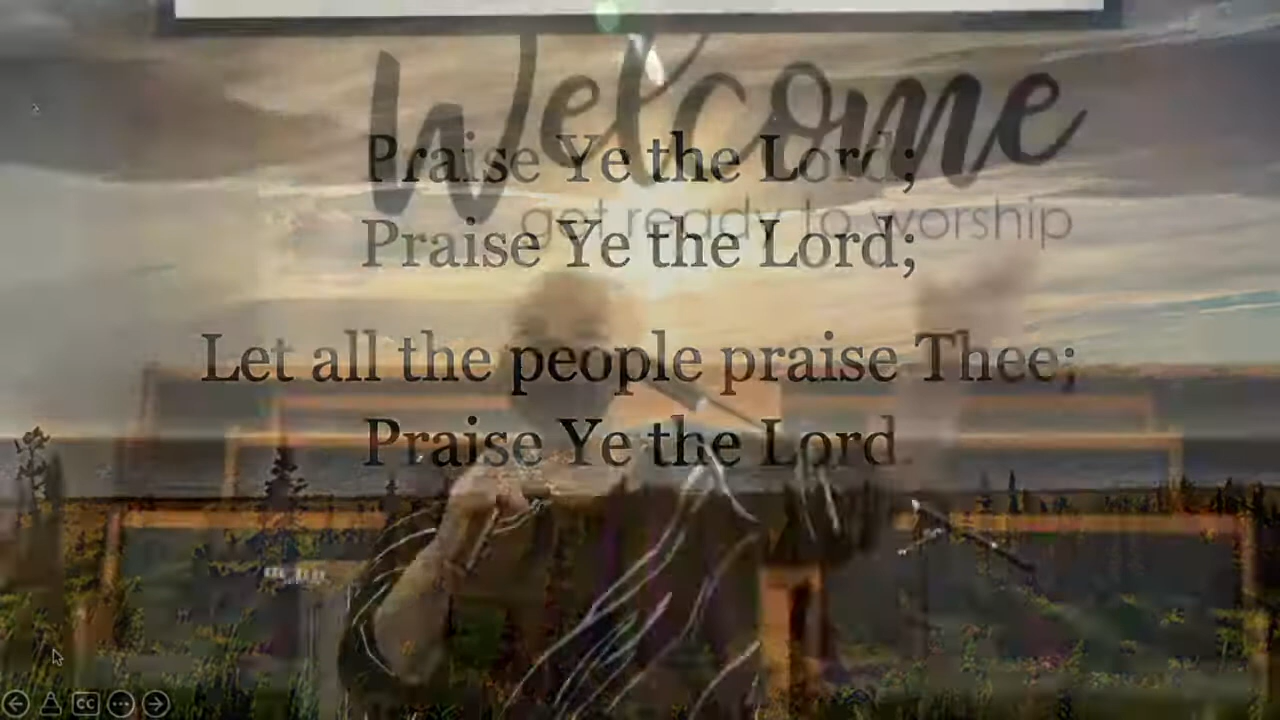 Welcome
Praise Ye the Lord;
get ready to worship
Praise Ye the Lord;
Let all the people praise Thee;
Praise Ye the Lord.
CC